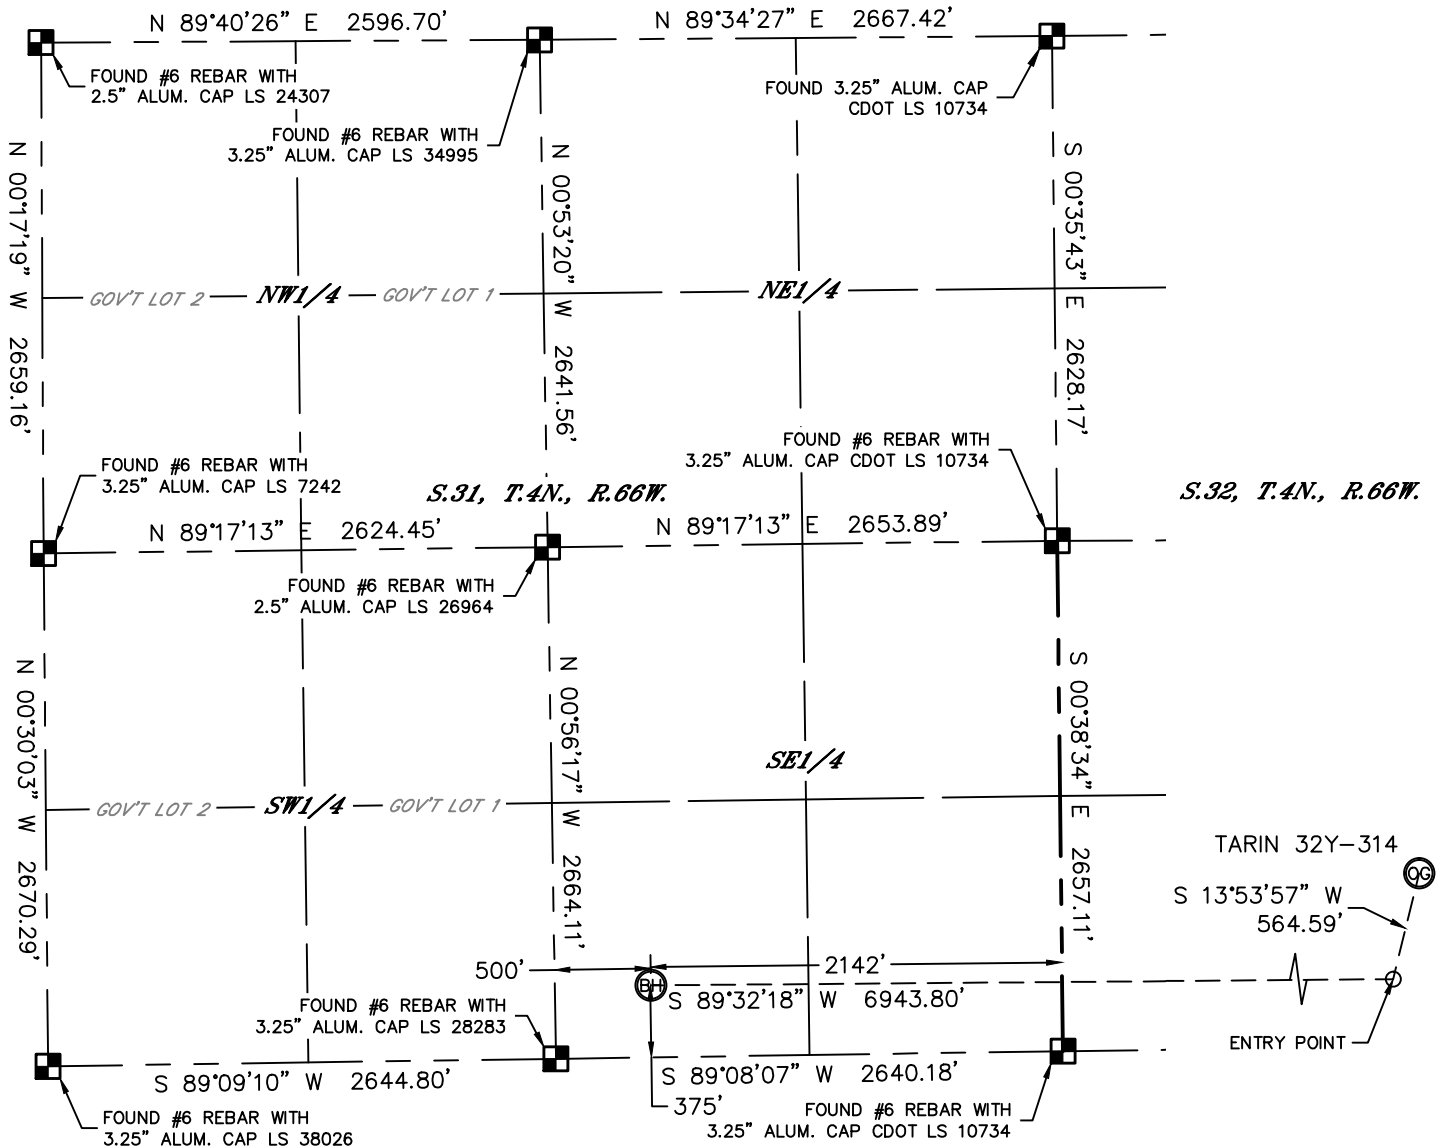 N 89°40'26" E 2596.70'
N 89°34'27" E 2667.42'
FOUND #6 REBAR WITH
2.5" ALUM. CAP LS 24307
FOUND 3.25" ALUM. CAP
CDOT LS 10734
FOUND #6 REBAR WITH
3.25" ALUM. CAP LS 34995
N 00°17'19" W 2659.16'
N 00°53'20" W 2641.56'
S 00°35'43" E 2628.17'
GOV'T LOT 2
NW1/4
GOV'T LOT 1
NE1/4
FOUND #6 REBAR WITH
3.25" ALUM. CAP CDOT LS 10734
FOUND #6 REBAR WITH
3.25" ALUM. CAP LS 7242
S.31, T.4N., R.66W.
S.32, T.4N., R.66W.
N 89°17'13" E 2624.45'
N 89°17'13" E 2653.89'
FOUND #6 REBAR WITH
2.5" ALUM. CAP LS 26964
N 00°30'03" W 2670.29'
N 00°56'17" W 2664.11'
S 00°38'34" E 2657.11'
SE1/4
GOV'T LOT 2
SW1/4
GOV'T LOT 1
TARIN 32Y-314
OG
S 13°53'57" W
564.59'
500'
2142'
BH
S 89°32'18" W 6943.80'
FOUND #6 REBAR WITH
3.25" ALUM. CAP LS 28283
ENTRY POINT
S 89°09'10" W 2644.80'
S 89°08'07" W 2640.18'
375'
FOUND #6 REBAR WITH
3.25" ALUM. CAP LS 38026
FOUND #6 REBAR WITH
3.25" ALUM. CAP CDOT LS 10734